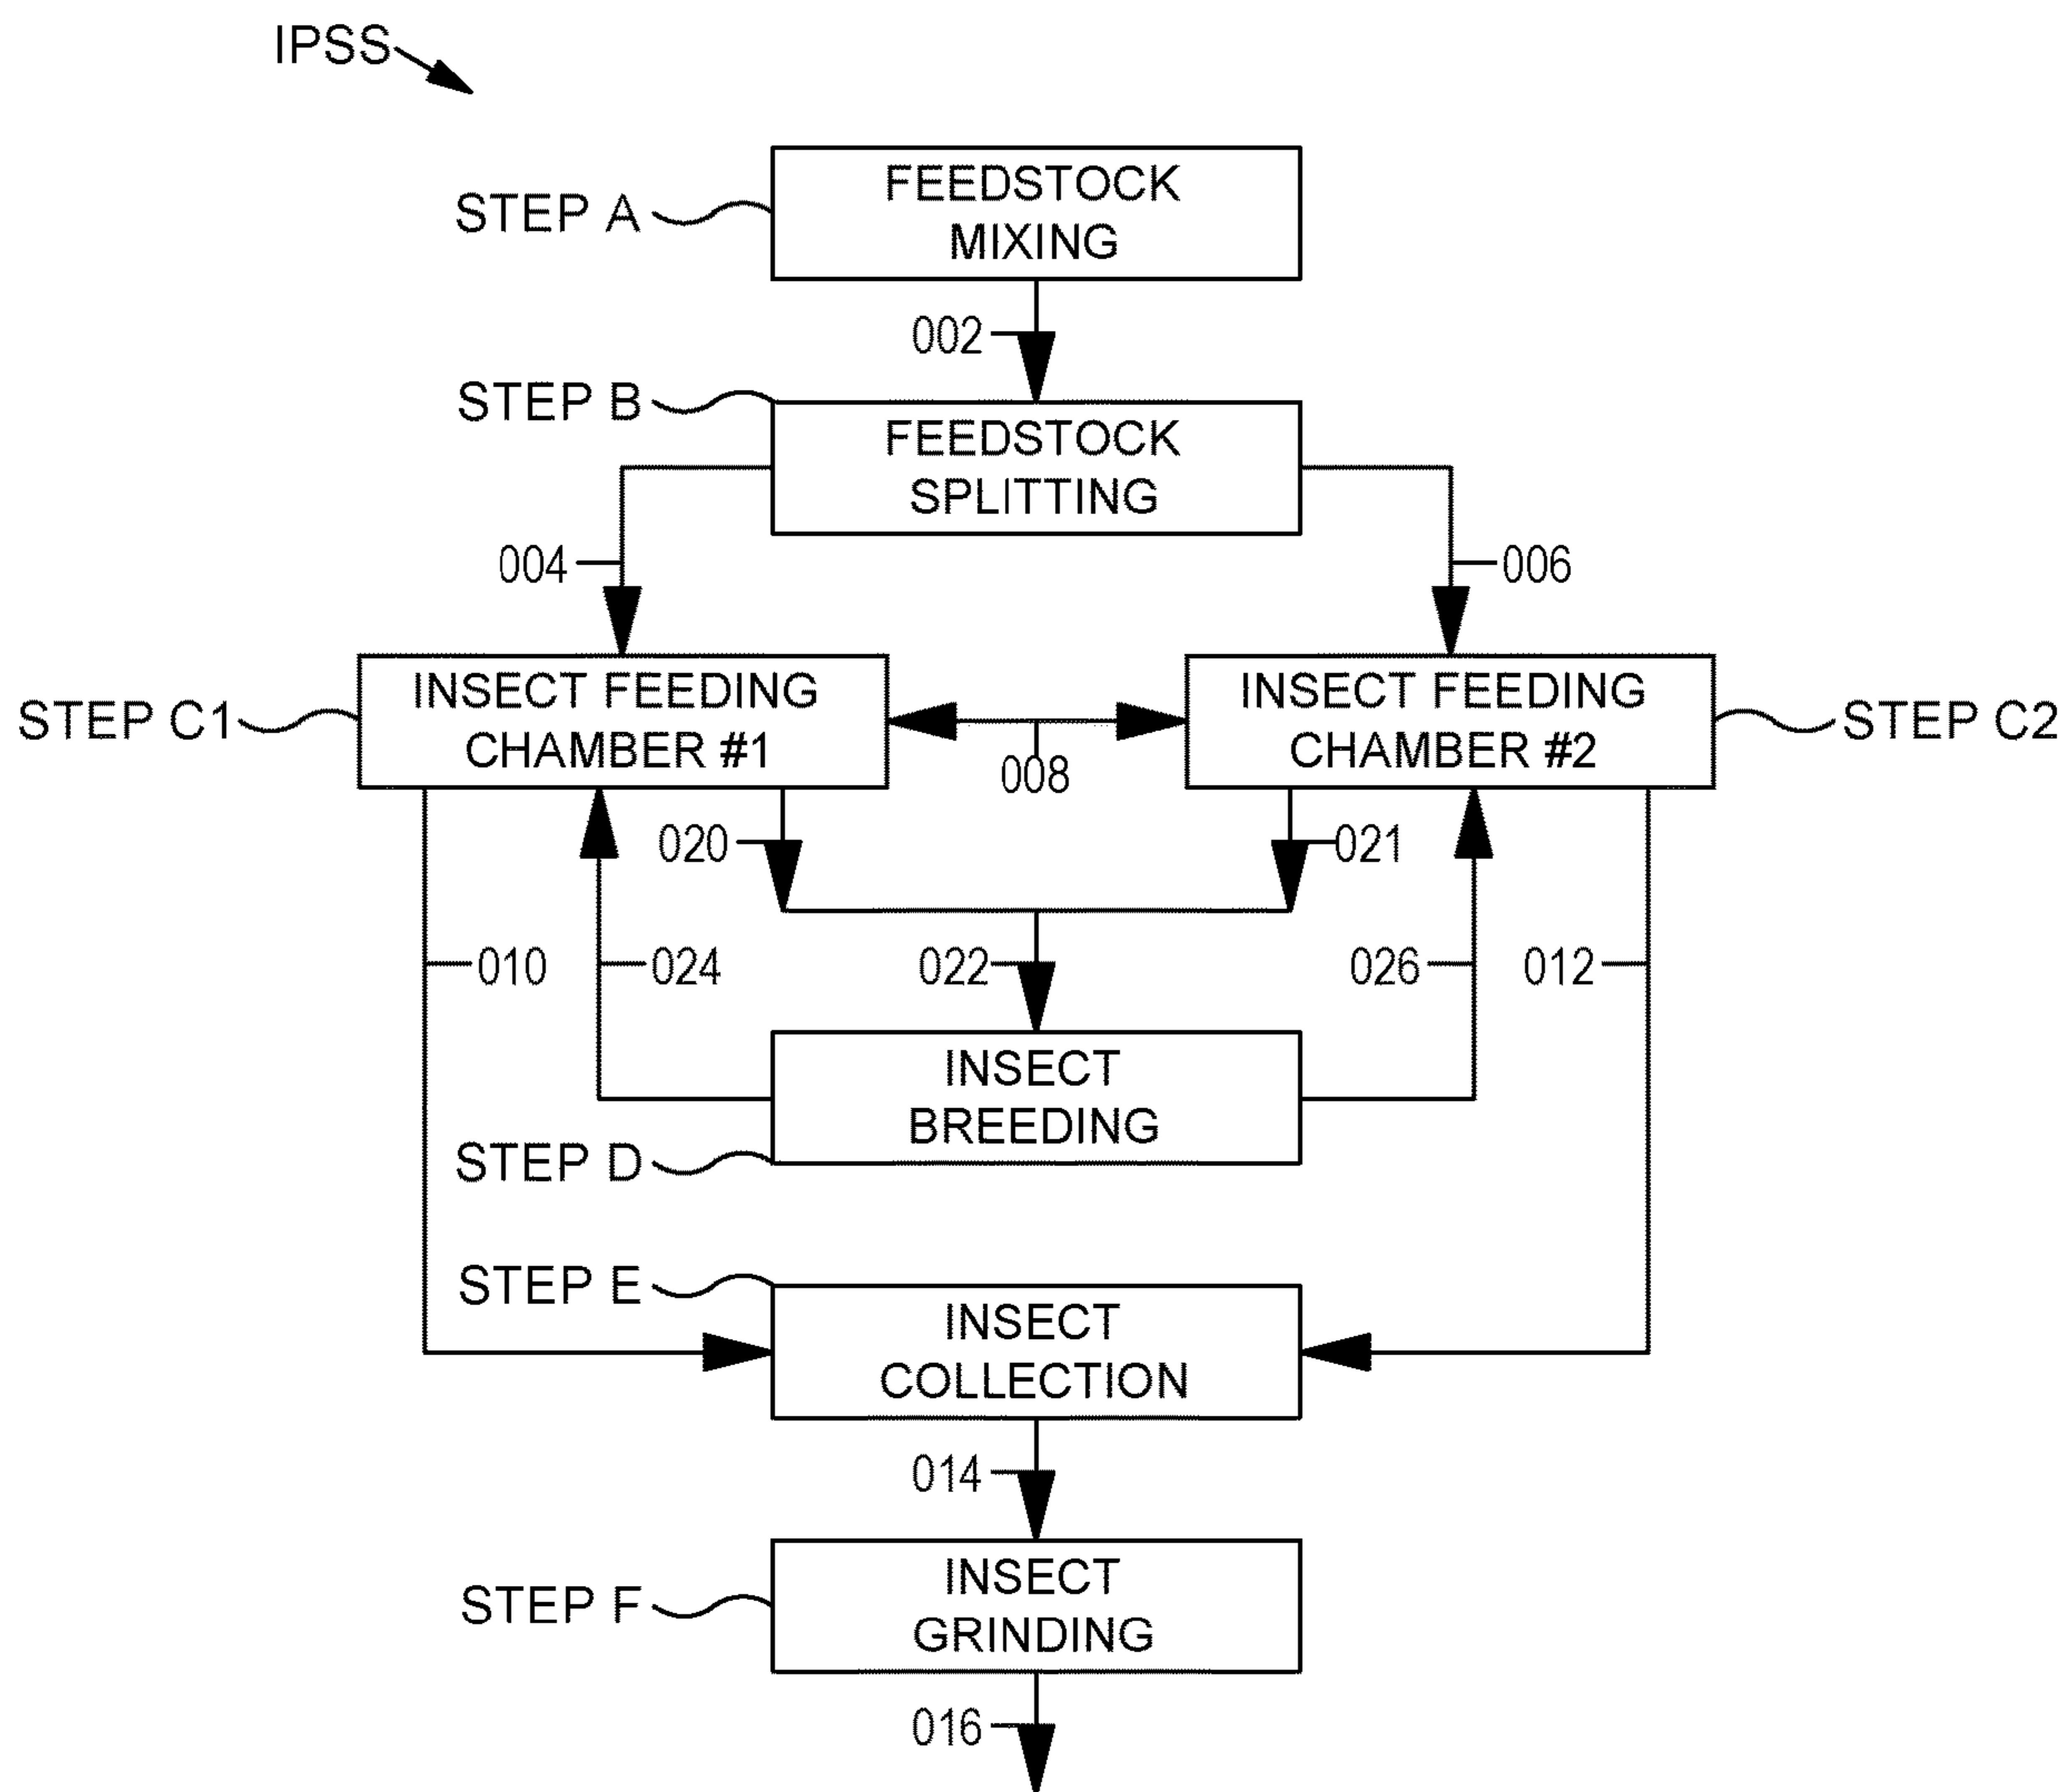 IPSS
STEP A
FEEDSTOCK
MIXING
002
STEP B
FEEDSTOCK
SPLITTING
004
006
STEP C1
INSECT FEEDING
CHAMBER #1
008
INSECT FEEDING
CHAMBER #2
STEP C2
020
021
010
024
022
026
012
INSECT
BREEDING
STEP D
STEP E
INSECT
COLLECTION
014
STEP F
INSECT
GRINDING
016